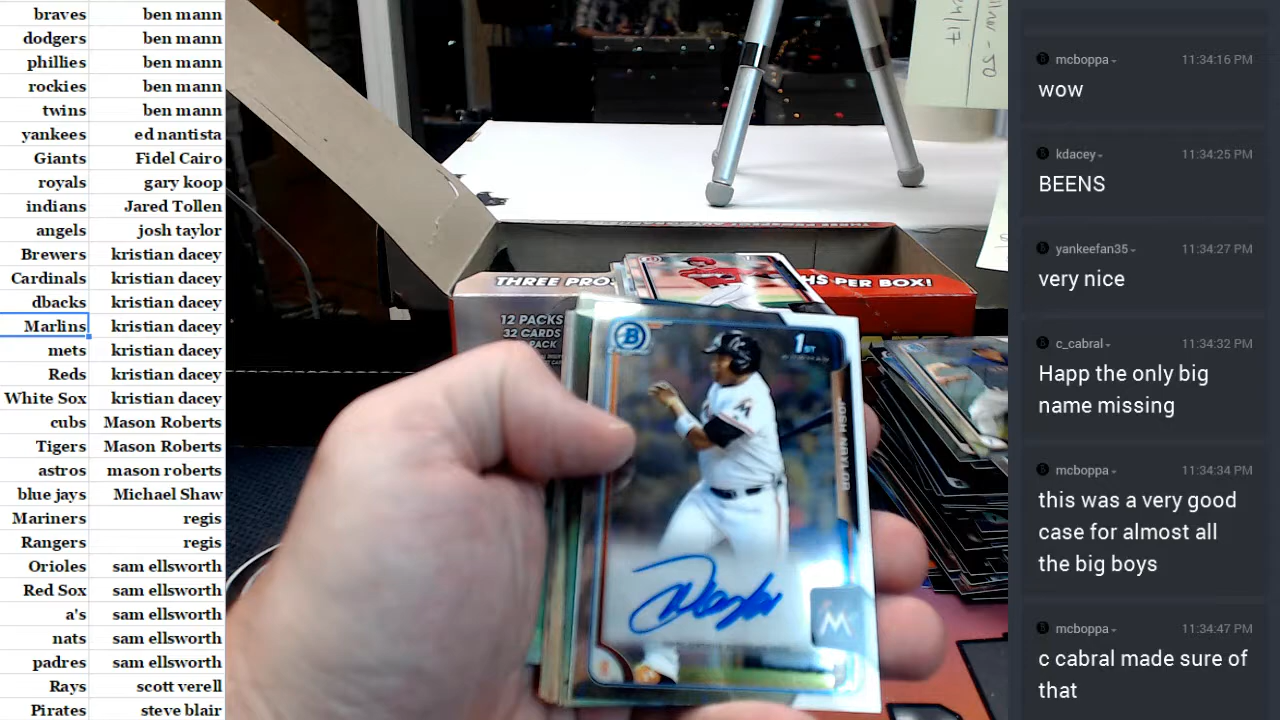 braves ben mann
dodgers ben mann
phillies ben mann
rockies ben mann
twins ben mann
yankees ed nantista
Giants Fidel Cairo
royals gary koop
indians Jared Tollen
angels josh taylor
Brewers kristian dacey
Cardinals kristian dacey
dbacks kristian dacey
Marlins kristian dacey
mets kristian dacey
Reds kristian dacey
White Sox kristian dacey
cubs Mason Roberts
Tigers Mason Roberts
astros mason roberts
blue jays Michael Shaw
Mariners regis
Rangers regis
Orioles sam ellsworth
Red Sox sam ellsworth
a's sam ellsworth
nats sam ellsworth
padres sam ellsworth
Rays scott verell
Pirates steve blair
THREE PRO
HS PER BOX!
12 PACKS
32 CARDS
PACK
B
1ST
JOSH NAYLOR
M
mcboppa 11:34:16 PM
wow
kdacey 11:34:25 PM
BEENS
yankeefan35 11:34:27 PM
very nice
c_cabral 11:34:32 PM
Happ the only big
name missing
mcboppa 11:34:34 PM
this was a very good
case for almost all
the big boys
mcboppa 11:34:47 PM
c cabral made sure of
that